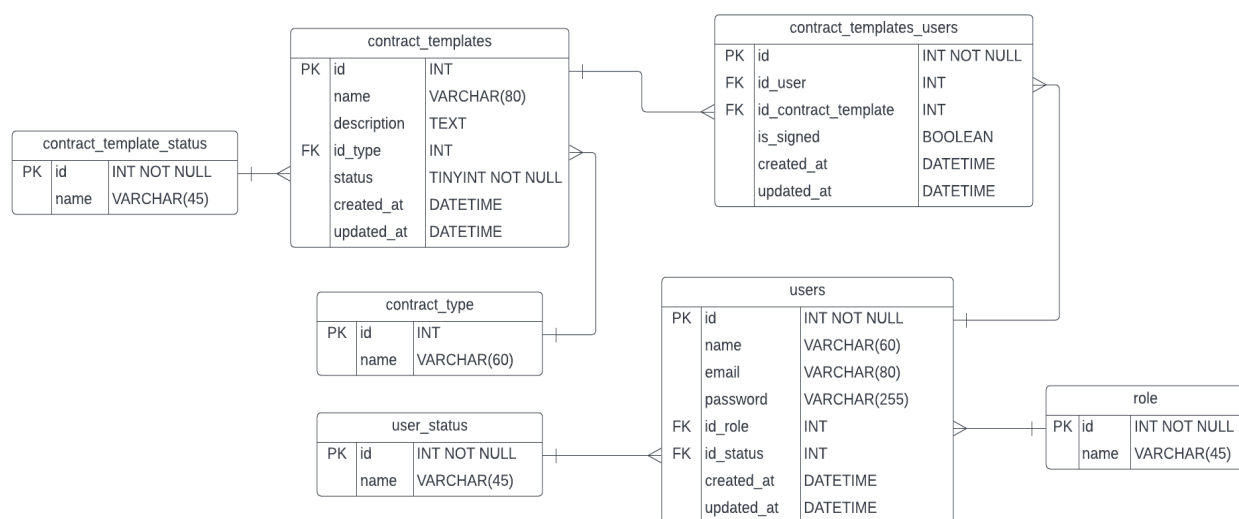 contract_templates
PK id INT
name VARCHAR(80)
description TEXT
FK id_type INT
status TINYINT NOT NULL
created_at DATETIME
updated_at DATETIME
contract_templates_users
PK id INT NOT NULL
FK id_user INT
FK id_contract_template INT
is_signed BOOLEAN
created_at DATETIME
updated_at DATETIME
contract_template_status
PK id INT NOT NULL
name VARCHAR(45)
contract_type
PK id INT
name VARCHAR(60)
users
PK id INT NOT NULL
name VARCHAR(60)
email VARCHAR(80)
password VARCHAR(255)
FK id_role INT
FK id_status INT
created_at DATETIME
updated_at DATETIME
role
PK id INT NOT NULL
name VARCHAR(45)
user_status
PK id INT NOT NULL
name VARCHAR(45)